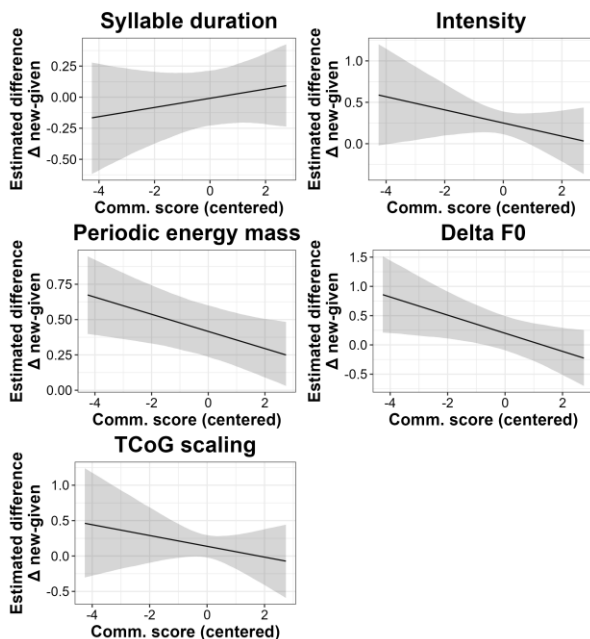 Syllable duration
Estimated difference
Δ new-given
0.25
0.00
-0.25
-0.50
-4
-2
0
2
Comm. score (centered)
Intensity
Estimated difference
Δ new-given
1.0
0.5
0.0
-4
-2
0
2
Comm. score (centered)
Periodic energy mass
Estimated difference
Δ new-given
0.75
0.50
0.25
0.00
-4
-2
0
2
Comm. score (centered)
Delta F0
Estimated difference
Δ new-given
1.5
1.0
0.5
0.0
-0.5
-4
-2
0
2
Comm. score (centered)
TCoG scaling
Estimated difference
Δ new-given
1.0
0.5
0.0
-0.5
-4
-2
0
2
Comm. score (centered)